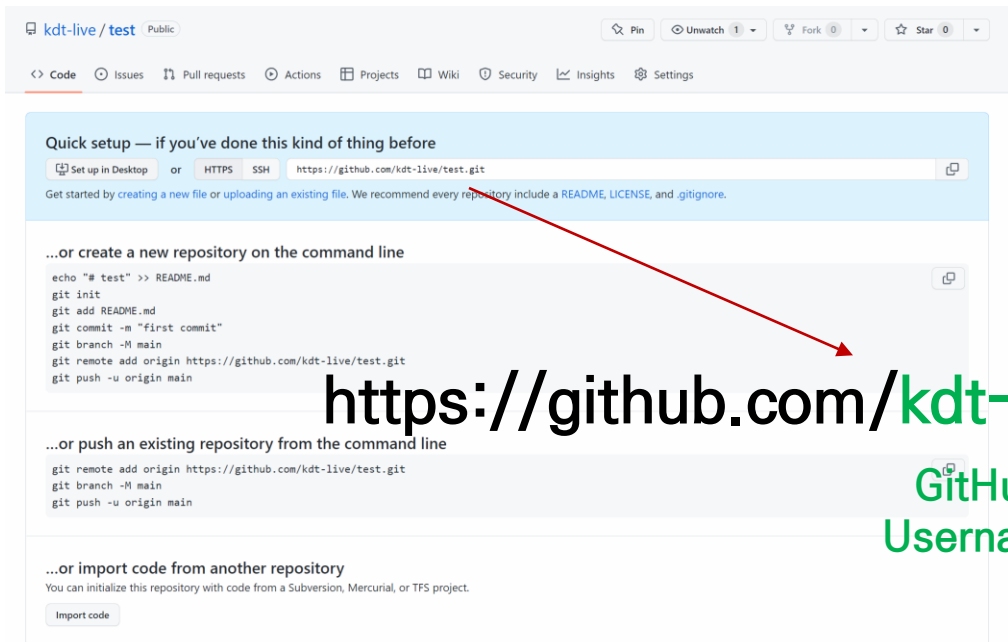 kdt-live / test Public
Pin Unwatch 1 Fork 0 Star 0
<> Code Issues Pull requests Actions Projects Wiki Security Insights Settings
Quick setup — if you've done this kind of thing before
Set up in Desktop or HTTPS SSH https://github.com/kdt-live/test.git
Get started by creating a new file or uploading an existing file. We recommend every repository include a README, LICENSE, and .gitignore.
...or create a new repository on the command line
echo "# test" >> README.md
git init
git add README.md
git commit -m "first commit"
git branch -M main
git remote add origin https://github.com/kdt-live/test.git
git push -u origin main
https://github.com/kdt-
...or push an existing repository from the command line
git remote add origin https://github.com/kdt-live/test.git
git branch -M main
git push -u origin main
GitHu
Userna
...or import code from another repository
You can initialize this repository with code from a Subversion, Mercurial, or TFS project.
Import code